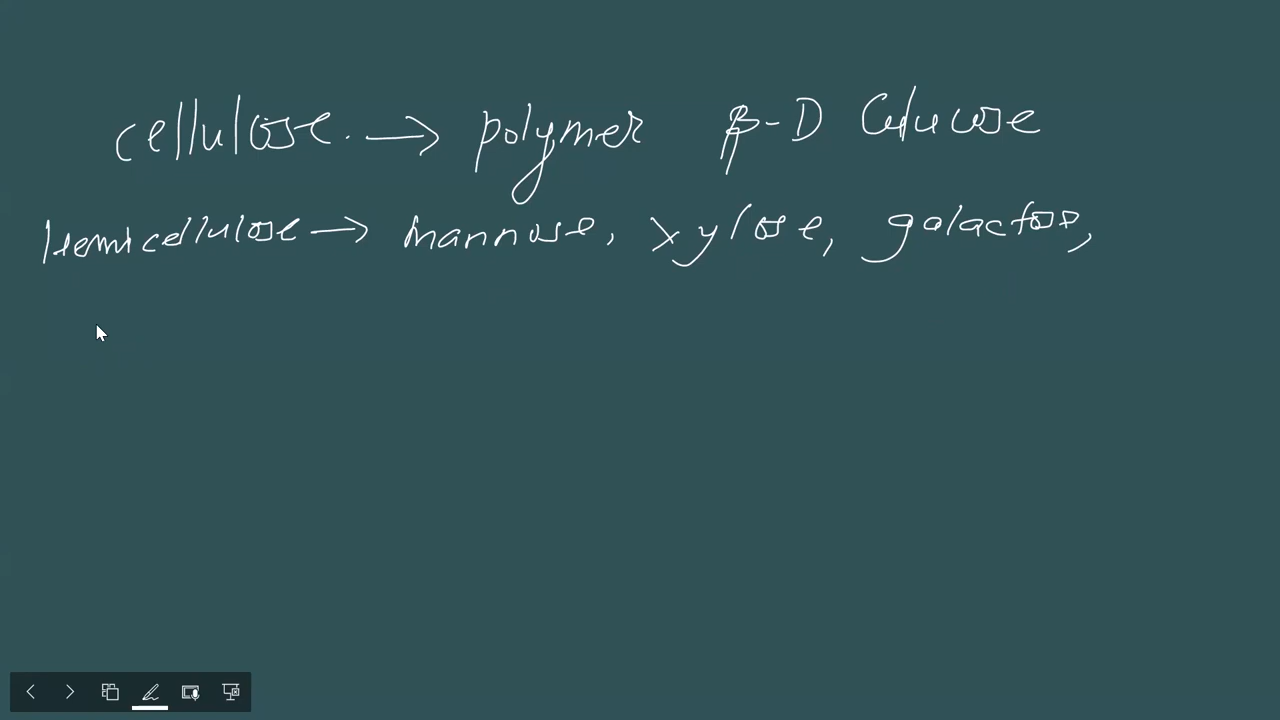 cellulose. → polymer β-D Glucose
Hemicellulose → mannose, xylose, galactose,